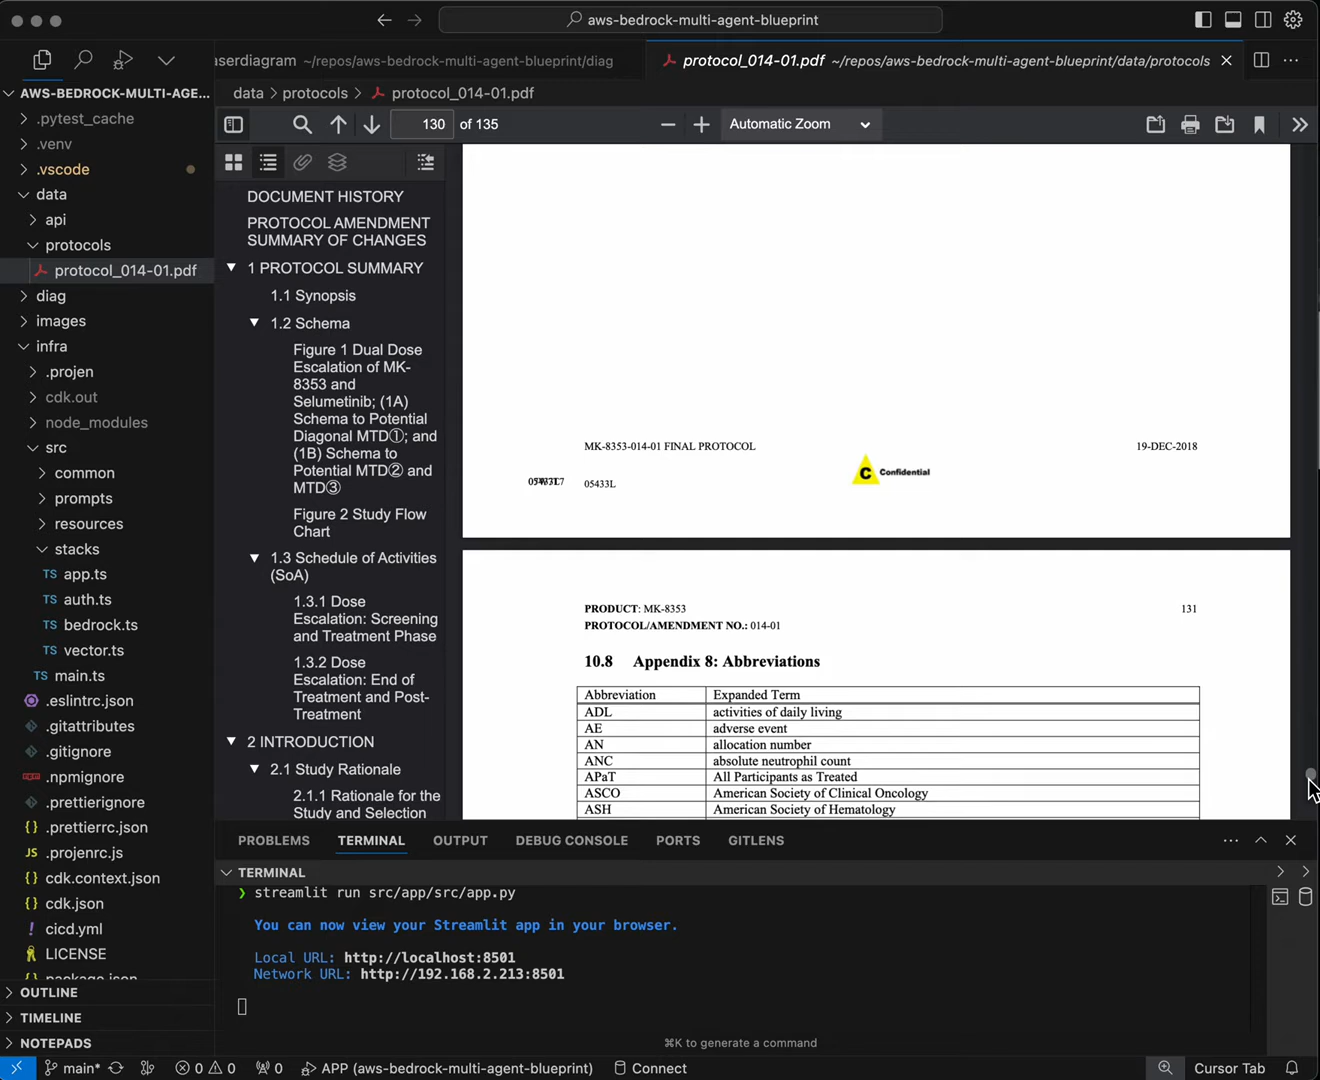 aws-bedrock-multi-agent-blueprint
aserdiagram ~/repos/aws-bedrock-multi-agent-blueprint/diag
protocol_014-01.pdf ~/repos/aws-bedrock-multi-agent-blueprint/data/protocols
AWS-BEDROCK-MULTI-AGE...
.pytest_cache
.venv
.vscode
data
api
protocols
protocol_014-01.pdf
diag
images
infra
.projen
cdk.out
node_modules
src
common
prompts
resources
stacks
TS app.ts
TS auth.ts
TS bedrock.ts
TS vector.ts
TS main.ts
.eslintrc.json
.gitattributes
.gitignore
.npmignore
.prettierignore
{} .prettierrc.json
JS .projenrc.js
{} cdk.context.json
{} cdk.json
! cicd.yml
LICENSE
{} package.json
OUTLINE
TIMELINE
NOTEPADS
data > protocols > protocol_014-01.pdf
130 of 135
Automatic Zoom
DOCUMENT HISTORY
PROTOCOL AMENDMENT
SUMMARY OF CHANGES
1 PROTOCOL SUMMARY
1.1 Synopsis
1.2 Schema
Figure 1 Dual Dose
Escalation of MK-
8353 and
Selumetinib; (1A)
Schema to Potential
Diagonal MTD①; and
(1B) Schema to
Potential MTD② and
MTD③
Figure 2 Study Flow
Chart
1.3 Schedule of Activities
(SoA)
1.3.1 Dose
Escalation: Screening
and Treatment Phase
1.3.2 Dose
Escalation: End of
Treatment and Post-
Treatment
2 INTRODUCTION
2.1 Study Rationale
2.1.1 Rationale for the
Study and Selection
MK-8353-014-01 FINAL PROTOCOL 19-DEC-2018
C Confidential
05433L
PRODUCT: MK-8353 131
PROTOCOL/AMENDMENT NO.: 014-01
10.8 Appendix 8: Abbreviations
Abbreviation Expanded Term
ADL activities of daily living
AE adverse event
AN allocation number
ANC absolute neutrophil count
APaT All Participants as Treated
ASCO American Society of Clinical Oncology
ASH American Society of Hematology
PROBLEMS TERMINAL OUTPUT DEBUG CONSOLE PORTS GITLENS
TERMINAL
❯ streamlit run src/app/src/app.py
You can now view your Streamlit app in your browser.
Local URL: http://localhost:8501
Network URL: http://192.168.2.213:8501
⌘K to generate a command
main* 0 0 0 APP (aws-bedrock-multi-agent-blueprint) Connect Cursor Tab